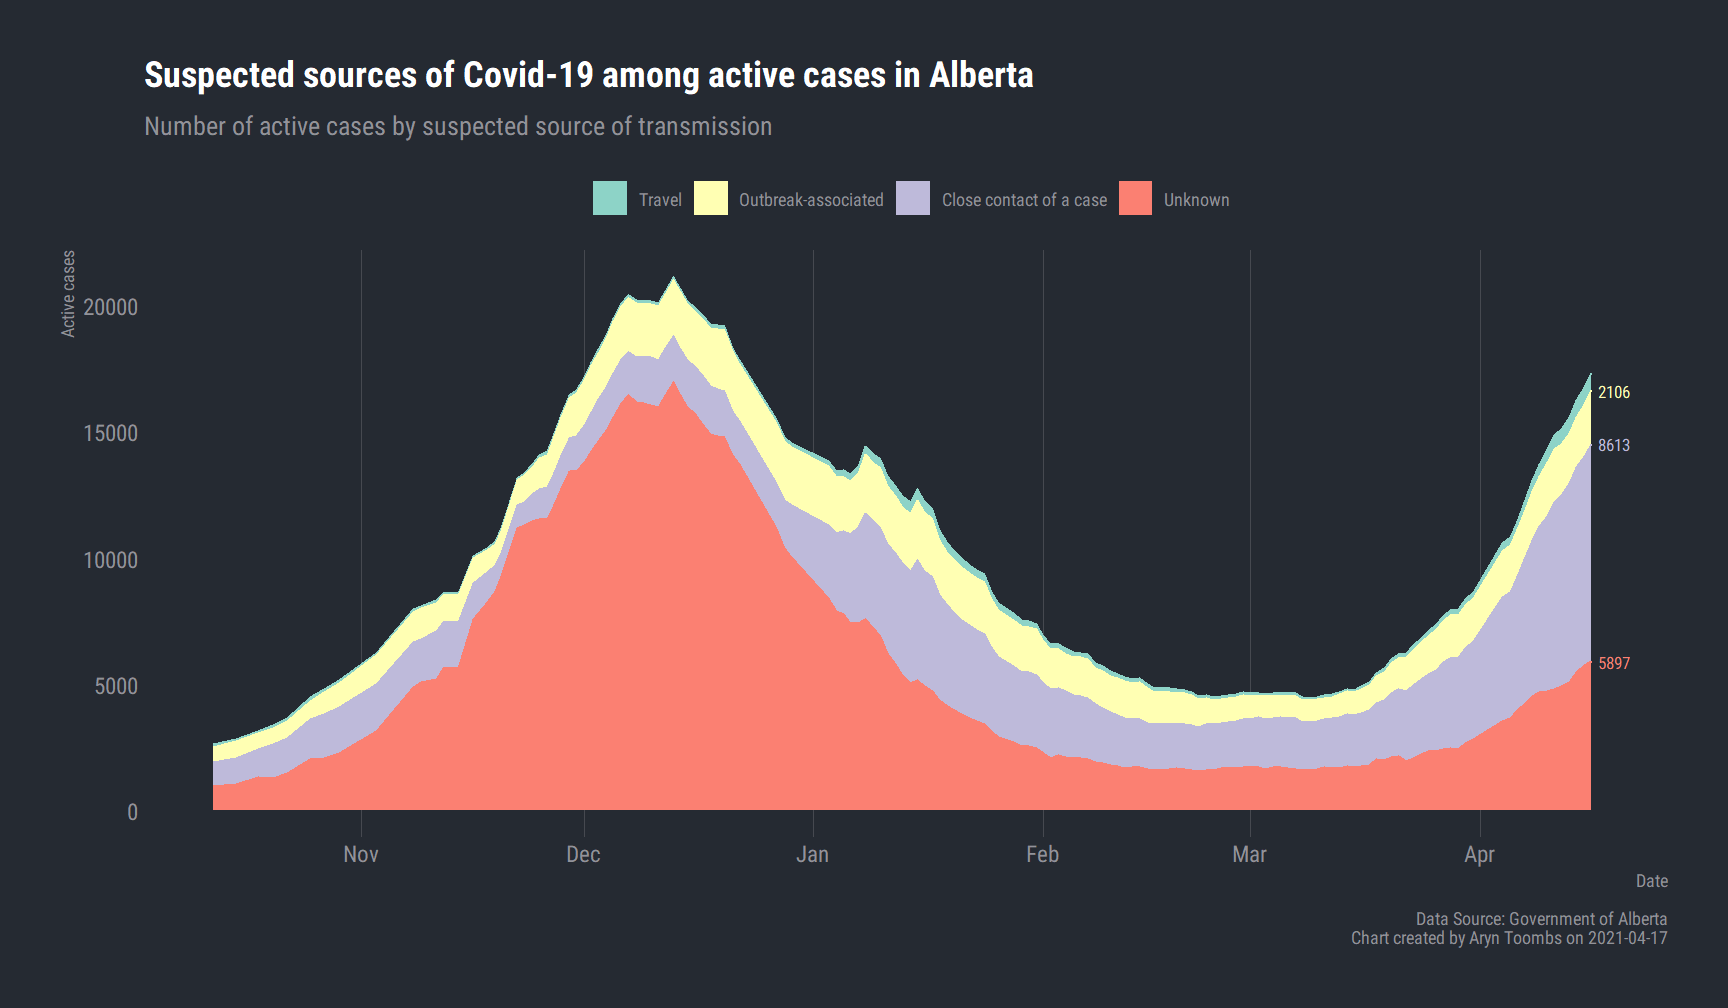 Suspected sources of Covid-19 among active cases in Alberta
Number of active cases by suspected source of transmission
Travel Outbreak-associated Close contact of a case Unknown
Active cases
20000
15000
10000
5000
0
2106
8613
5897
Nov Dec Jan Feb Mar Apr
Date
Data Source: Government of Alberta
Chart created by Aryn Toombs on 2021-04-17